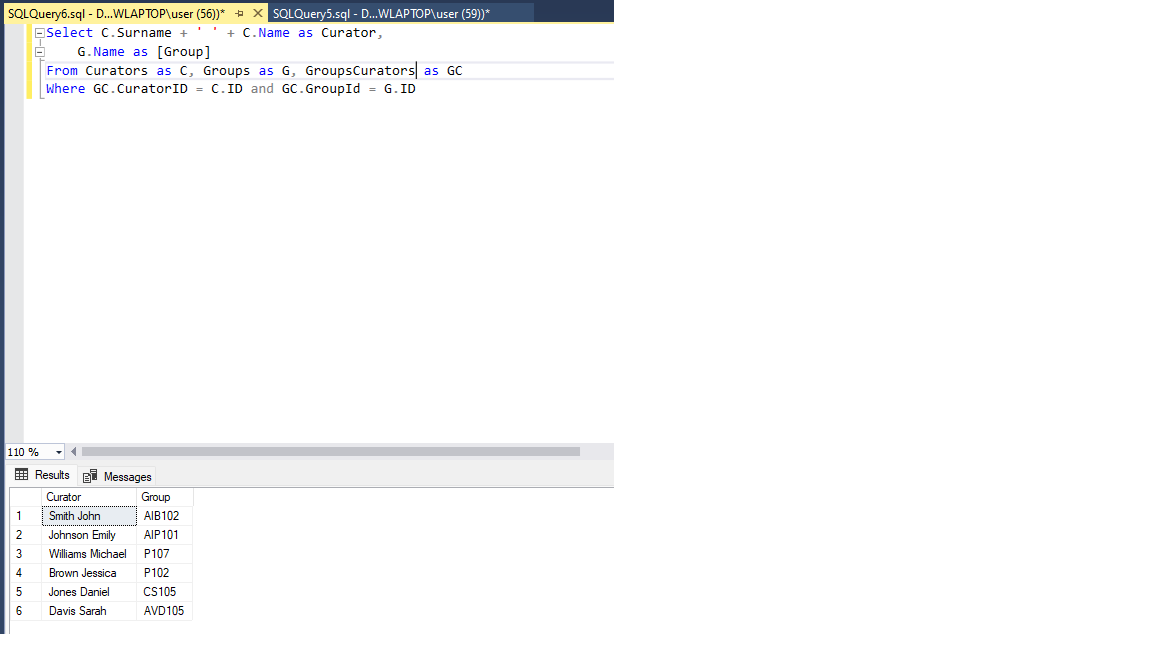 SQLQuery6.sql - D...WLAPTOP\user (56))* SQLQuery5.sql - D...WLAPTOP\user (59))*
Select C.Surname + ' ' + C.Name as Curator,
G.Name as [Group]
From Curators as C, Groups as G, GroupsCurators as GC
Where GC.CuratorID = C.ID and GC.GroupId = G.ID
110 %
Results Messages
Curator Group
1 Smith John AIB102
2 Johnson Emily AIP101
3 Williams Michael P107
4 Brown Jessica P102
5 Jones Daniel CS105
6 Davis Sarah AVD105